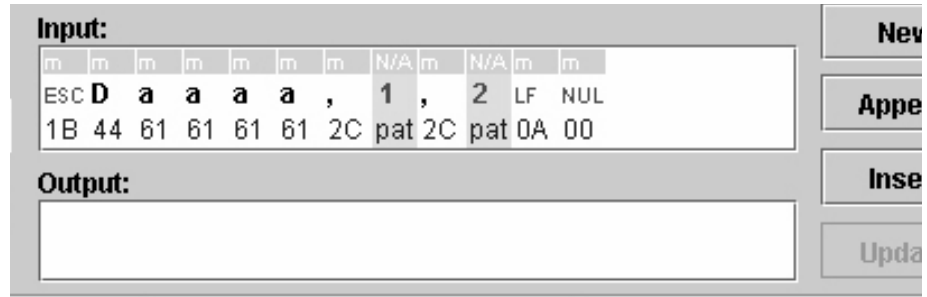 Input:
New
m m m m m m m N/A m N/A m m
ESC D a a a a , 1 , 2 LF NUL
1B 44 61 61 61 61 2C pat 2C pat 0A 00
Appe
Output:
Inse
Upda